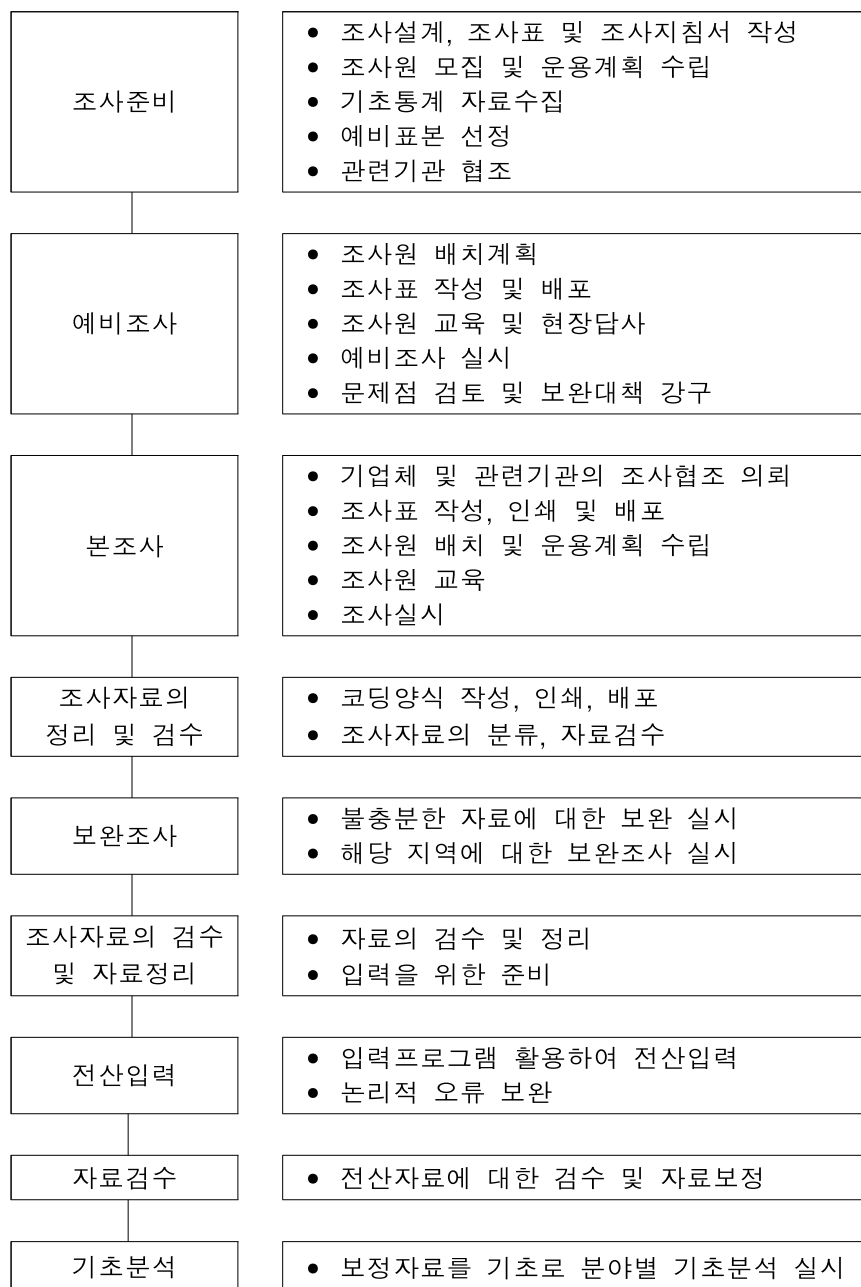 조사준비
• 조사설계, 조사표 및 조사지침서 작성
• 조사원 모집 및 운용계획 수립
• 기초통계 자료수집
• 예비표본 선정
• 관련기관 협조
예비조사
• 조사원 배치계획
• 조사표 작성 및 배포
• 조사원 교육 및 현장답사
• 예비조사 실시
• 문제점 검토 및 보완대책 강구
본조사
• 기업체 및 관련기관의 조사협조 의뢰
• 조사표 작성, 인쇄 및 배포
• 조사원 배치 및 운용계획 수립
• 조사원 교육
• 조사실시
조사자료의
정리 및 검수
• 코딩양식 작성, 인쇄, 배포
• 조사자료의 분류, 자료검수
보완조사
• 불충분한 자료에 대한 보완 실시
• 해당 지역에 대한 보완조사 실시
조사자료의 검수
및 자료정리
• 자료의 검수 및 정리
• 입력을 위한 준비
전산입력
• 입력프로그램 활용하여 전산입력
• 논리적 오류 보완
자료검수
• 전산자료에 대한 검수 및 자료보정
기초분석
• 보정자료를 기초로 분야별 기초분석 실시